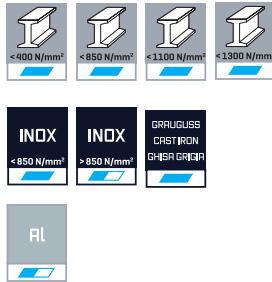 <400 N/mm² <850 N/mm² <1100 N/mm² <1300 N/mm²
INOX INOX GRAUGUSS
CAST IRON
GHISA GRIGIA
<850 N/mm² >850 N/mm²
Al